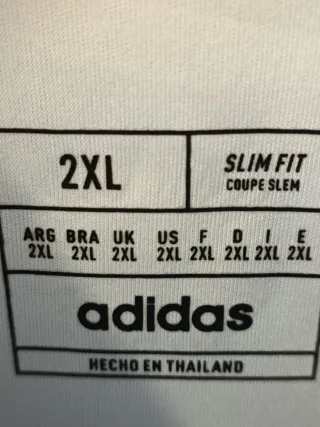 2XL
SLIM FIT
COUPE SLEM
ARG BRA UK US F D I E
2XL 2XL 2XL 2XL 2XL 2XL 2XL 2XL
adidas
HECHO EN THAILAND